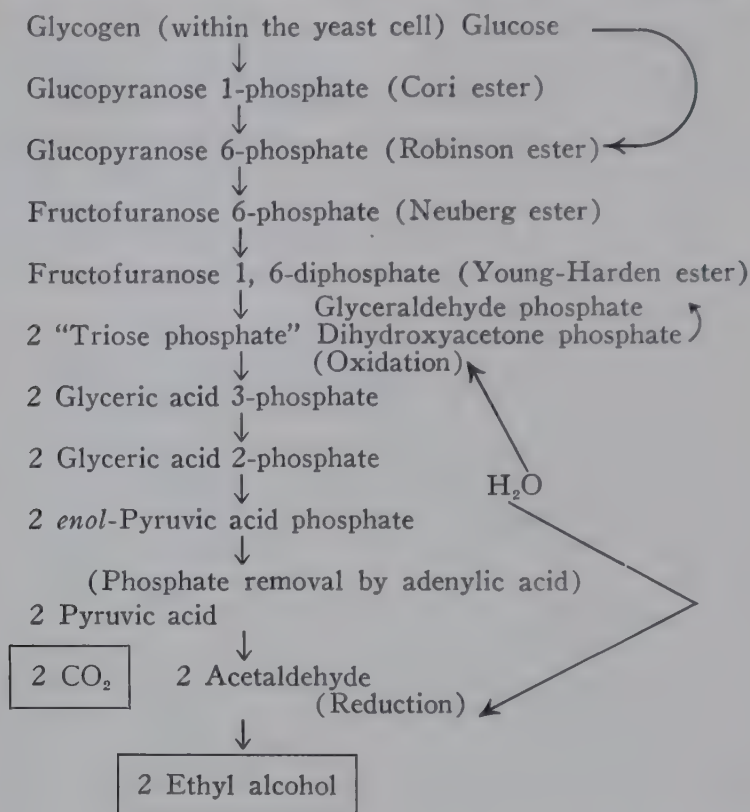 Glycogen (within the yeast cell) Glucose
Glucopyranose 1-phosphate (Cori ester)
Glucopyranose 6-phosphate (Robinson ester)
Fructofuranose 6-phosphate (Neuberg ester)
Fructofuranose 1, 6-diphosphate (Young-Harden ester)
Glyceraldehyde phosphate
2 "Triose phosphate" Dihydroxyacetone phosphate
(Oxidation)
2 Glyceric acid 3-phosphate
2 Glyceric acid 2-phosphate
H₂O
2 enol-Pyruvic acid phosphate
(Phosphate removal by adenylic acid)
2 Pyruvic acid
2 CO₂ 2 Acetaldehyde
(Reduction)
2 Ethyl alcohol